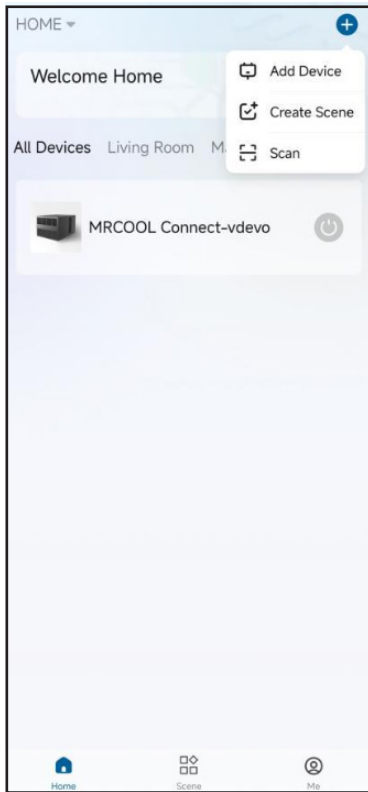 HOME
Welcome Home
Add Device
Create Scene
Scan
All Devices Living Room M
MRCOOL Connect-vdevo
Home Scene Me